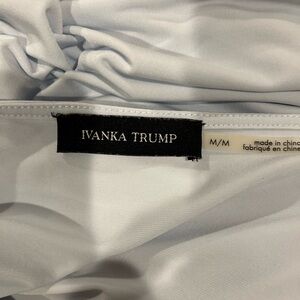 IVANKA TRUMP
M/M
made in china
fabriqué en chine